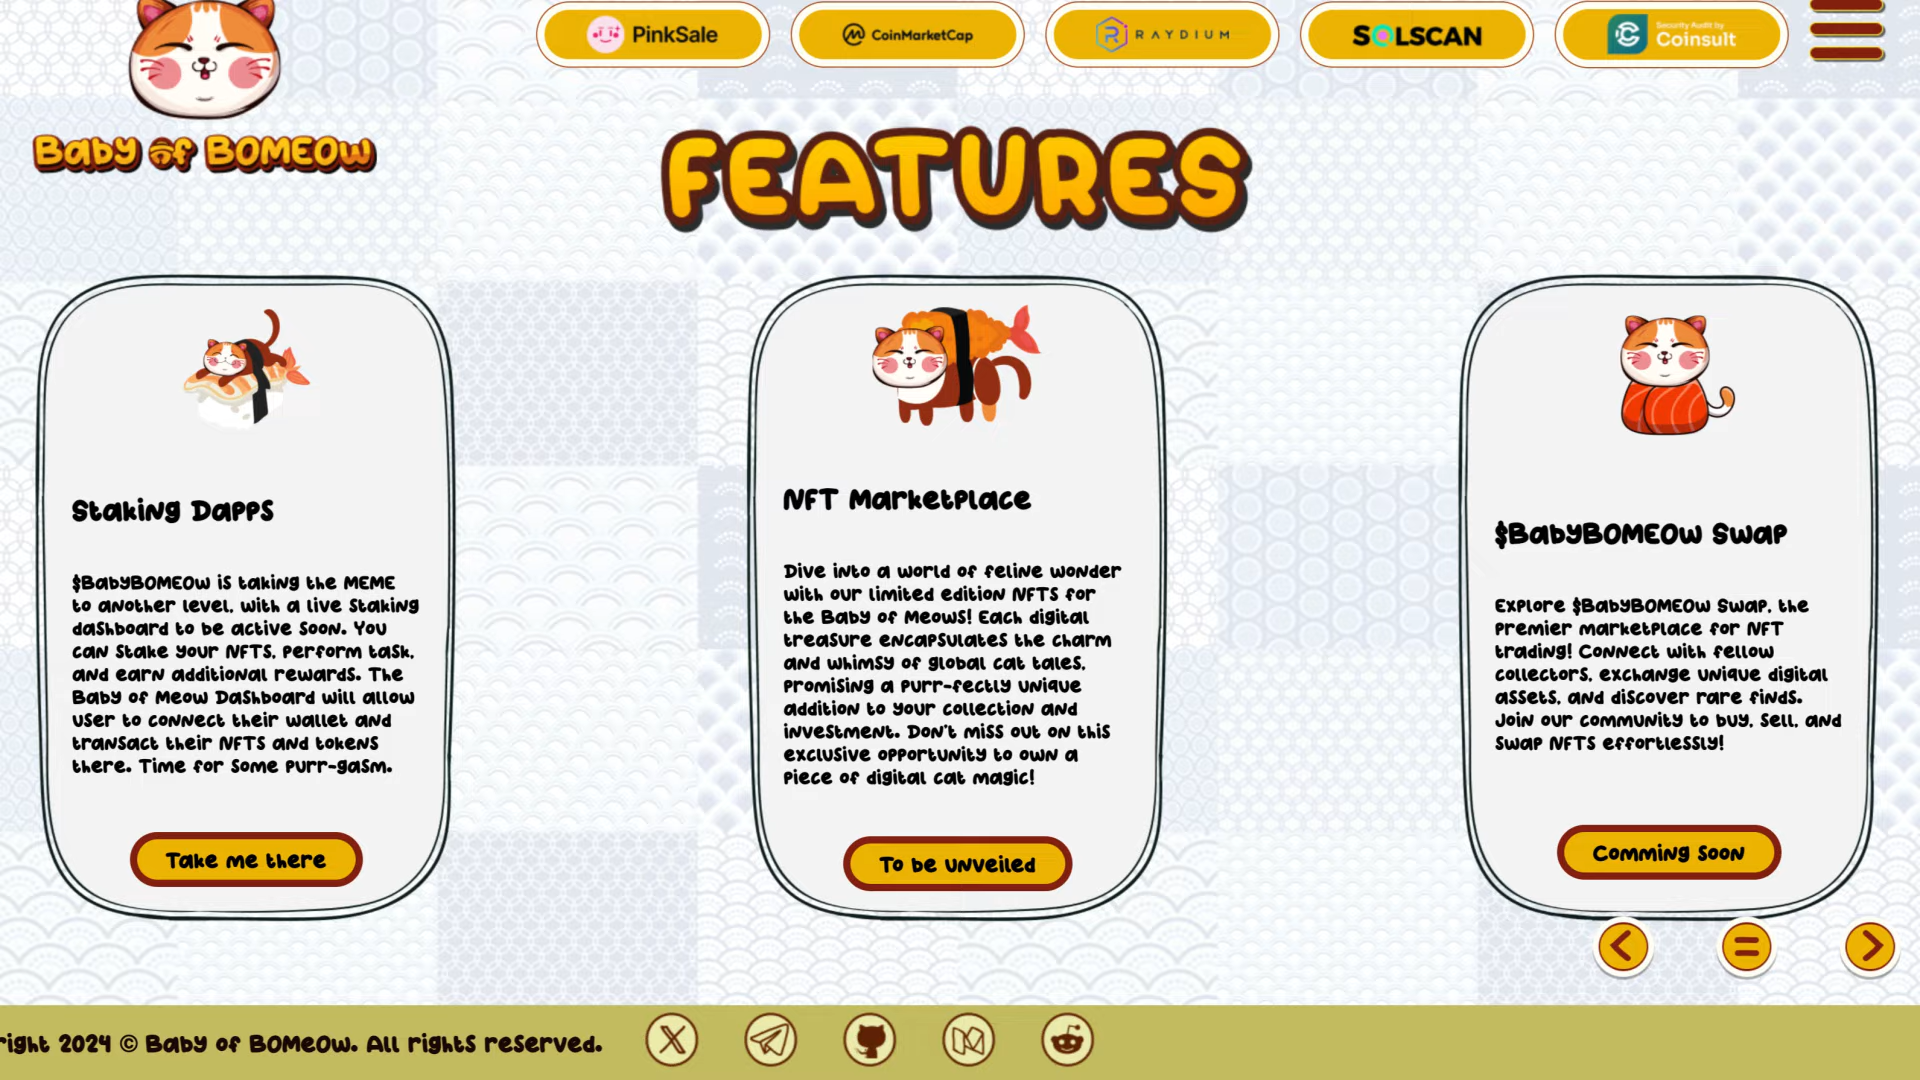 PinkSale
CoinMarketCap
RAYDIUM
SOLSCAN
Security Audit by
Coinsult
Baby of BOMEOW
FEATURES
Staking Dapps
$BabyBOMEOW is taking the MEME
to another level, with a live staking
dashboard to be active soon. You
can stake your NFTs, perform task,
and earn additional rewards. The
Baby of Meow Dashboard will allow
user to connect their wallet and
transact their NFTs and tokens
there. Time for some purr-gasm.
Take me there
NFT Marketplace
Dive into a world of feline wonder
with our limited edition NFTs for
the Baby of Meows! Each digital
treasure encapsulates the charm
and whimsy of global cat tales,
promising a purr-fectly unique
addition to your collection and
investment. Don't miss out on this
exclusive opportunity to own a
piece of digital cat magic!
To be unveiled
$BabyBOMEOW Swap
Explore $BabyBOMEOW Swap, the
premier marketplace for NFT
trading! Connect with fellow
collectors, exchange unique digital
assets, and discover rare finds.
Join our community to buy, sell, and
swap NFTs effortlessly!
Comming soon
right 2024 © Baby of BOMEOW. All rights reserved.